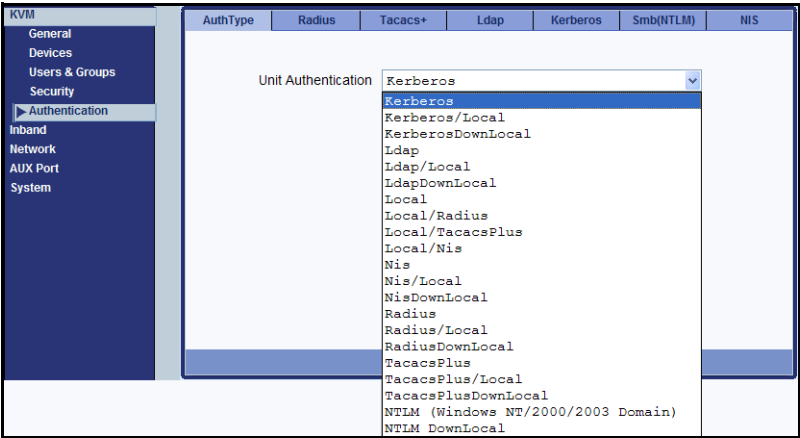 KVM
General
Devices
Users & Groups
Security
Authentication
Inband
Network
AUX Port
System
AuthType Radius Tacacs+ Ldap Kerberos Smb(NTLM) NIS
Unit Authentication Kerberos
Kerberos
Kerberos/Local
KerberosDownLocal
Ldap
Ldap/Local
LdapDownLocal
Local
Local/Radius
Local/TacacsPlus
Local/Nis
Nis
Nis/Local
NisDownLocal
Radius
Radius/Local
RadiusDownLocal
TacacsPlus
TacacsPlus/Local
TacacsPlusDownLocal
NTLM (Windows NT/2000/2003 Domain)
NTLM DownLocal